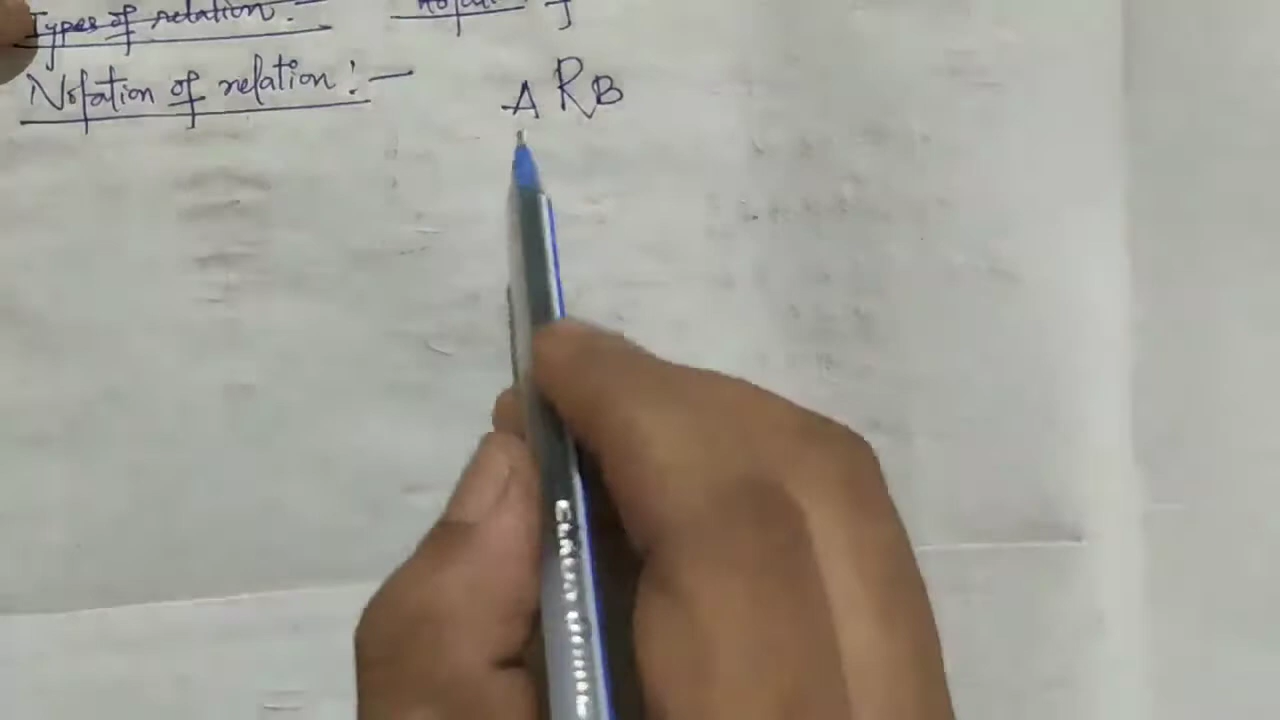 Types of relation:-
Notation of relation:- A R B